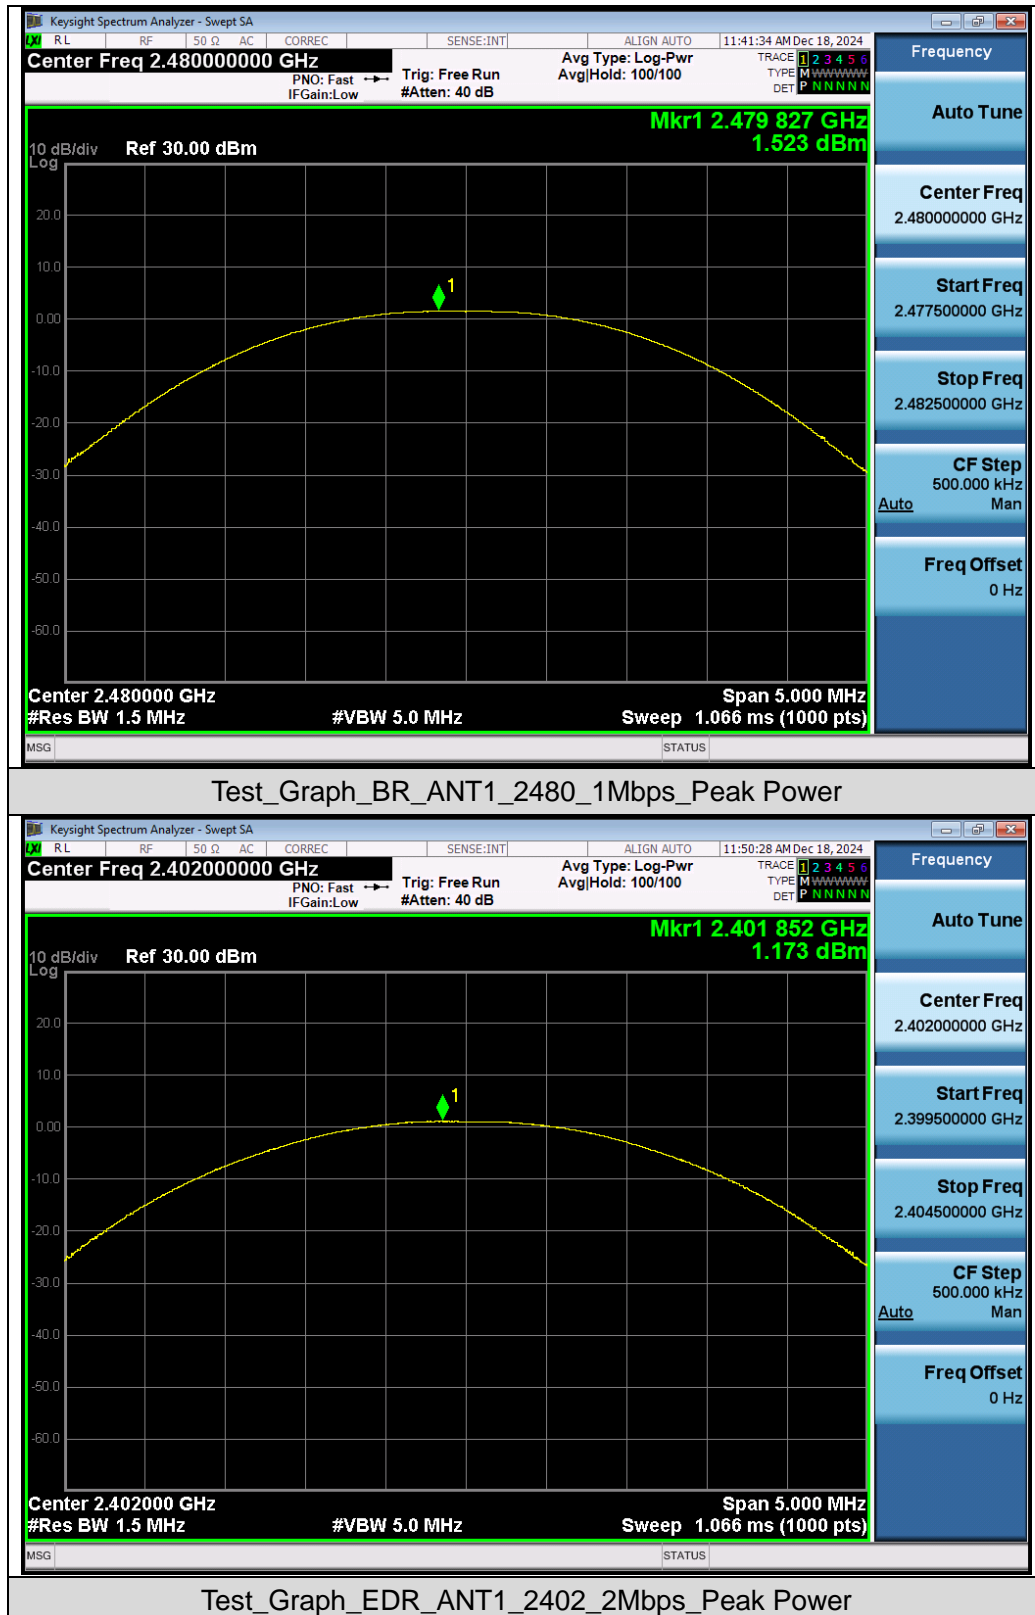 Keysight Spectrum Analyzer - Swept SA
LXI RL RF 50 Ω AC CORREC SENSE:INT ALIGN AUTO 11:41:34 AM Dec 18, 2024
Center Freq 2.480000000 GHz
PNO: Fast
IFGain:Low
Trig: Free Run
#Atten: 40 dB
Avg Type: Log-Pwr
Avg|Hold: 100/100
TRACE 1 2 3 4 5 6
TYPE M WWWWW
DET P N N N N N
Mkr1 2.479 827 GHz
1.523 dBm
10 dB/div Ref 30.00 dBm
Log
20.0
10.0
1
0.00
-10.0
-20.0
-30.0
-40.0
-50.0
-60.0
Center 2.480000 GHz Span 5.000 MHz
#Res BW 1.5 MHz #VBW 5.0 MHz Sweep 1.066 ms (1000 pts)
MSG STATUS
Frequency
Auto Tune
Center Freq
2.480000000 GHz
Start Freq
2.477500000 GHz
Stop Freq
2.482500000 GHz
CF Step
500.000 kHz
Auto Man
Freq Offset
0 Hz
Test_Graph_BR_ANT1_2480_1Mbps_Peak Power
Keysight Spectrum Analyzer - Swept SA
LXI RL RF 50 Ω AC CORREC SENSE:INT ALIGN AUTO 11:50:28 AM Dec 18, 2024
Center Freq 2.402000000 GHz
PNO: Fast
IFGain:Low
Trig: Free Run
#Atten: 40 dB
Avg Type: Log-Pwr
Avg|Hold: 100/100
TRACE 1 2 3 4 5 6
TYPE M WWWWW
DET P N N N N N
Mkr1 2.401 852 GHz
1.173 dBm
10 dB/div Ref 30.00 dBm
Log
20.0
10.0
1
0.00
-10.0
-20.0
-30.0
-40.0
-50.0
-60.0
Center 2.402000 GHz Span 5.000 MHz
#Res BW 1.5 MHz #VBW 5.0 MHz Sweep 1.066 ms (1000 pts)
MSG STATUS
Frequency
Auto Tune
Center Freq
2.402000000 GHz
Start Freq
2.399500000 GHz
Stop Freq
2.404500000 GHz
CF Step
500.000 kHz
Auto Man
Freq Offset
0 Hz
Test_Graph_EDR_ANT1_2402_2Mbps_Peak Power